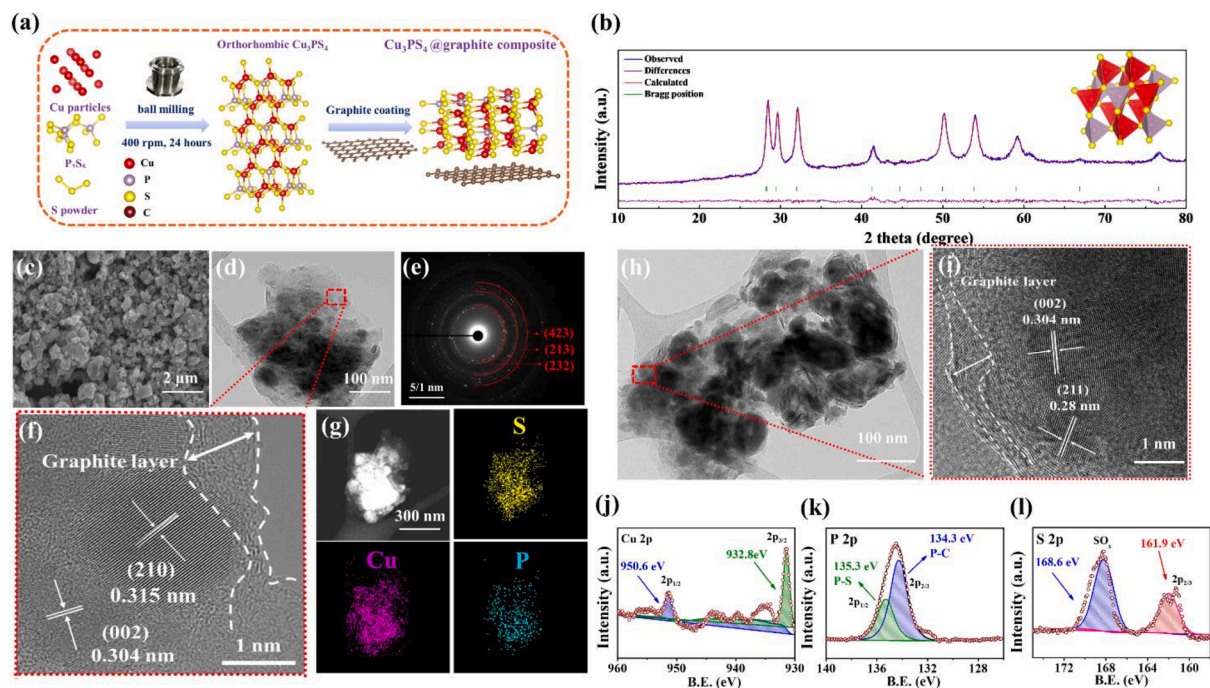 (a)
Orthorhombic Cu₃PS₄
Cu₃PS₄ @graphite composite
Cu particles
ball milling
Graphite coating
400 rpm, 24 hours
P₂S₅
Cu
P
S
C
S powder
(b)
Observed
Differences
Calculated
Bragg position
Intensity (a.u.)
10 20 30 40 50 60 70 80
2 theta (degree)
(c)
2 µm
(d)
100 nm
(e)
(423)
(213)
(232)
5/1 nm
(f)
Graphite layer
(210)
0.315 nm
(002)
0.304 nm
1 nm
(g)
300 nm
S
Cu
P
(h)
100 nm
(i)
Graphite layer
(002)
0.304 nm
(211)
0.28 nm
1 nm
(j)
Cu 2p
2p3/2
932.8eV
950.6 eV
2p1/2
Intensity (a.u.)
960 950 940 930
B.E. (eV)
(k)
P 2p
134.3 eV
P-C
135.3 eV
P-S
2p2/3
2p1/2
Intensity (a.u.)
140 136 132 128
B.E. (eV)
(l)
S 2p
SOx
161.9 eV
168.6 eV
2p2/3
Intensity (a.u.)
172 168 164 160
B.E. (eV)